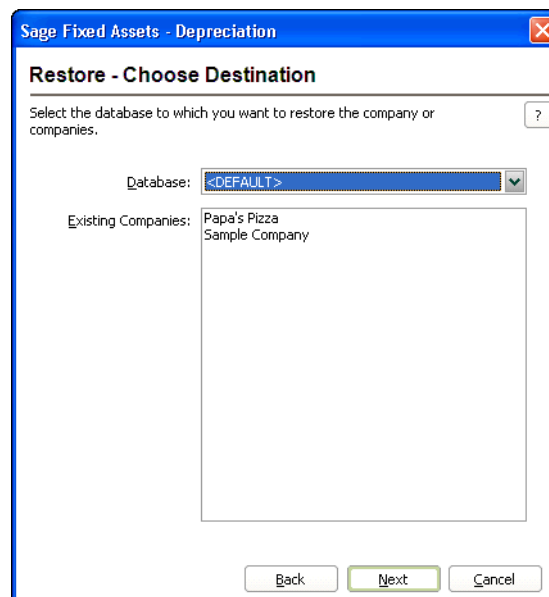 Sage Fixed Assets - Depreciation
Restore - Choose Destination
Select the database to which you want to restore the company or
companies.
?
Database: <DEFAULT>
Existing Companies: Papa's Pizza
Sample Company
Back Next Cancel